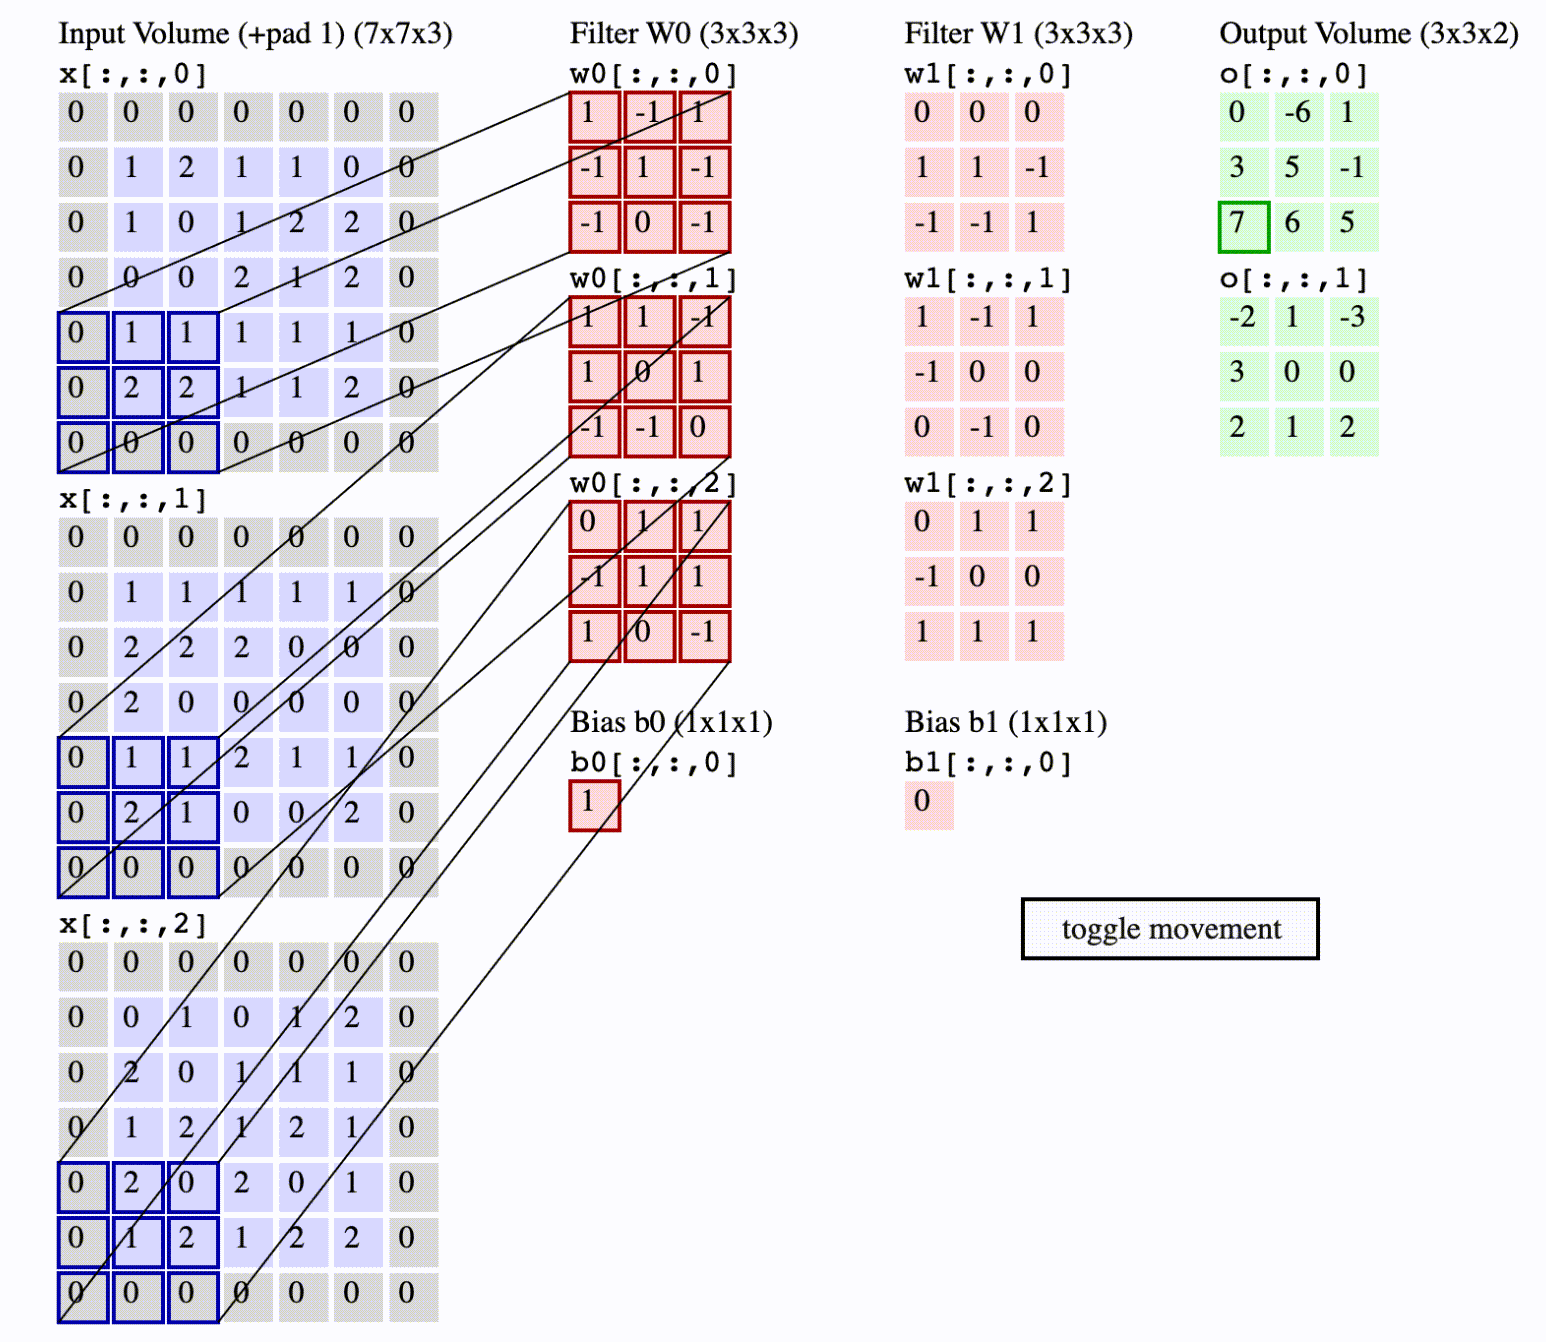 Input Volume (+pad 1) (7x7x3)
x[:,:,0]
0 0 0 0 0 0 0
0 1 2 1 1 0 0
0 1 0 1 2 2 0
0 0 0 2 1 2 0
0 1 1 1 1 1 0
0 2 2 1 1 2 0
0 0 0 0 0 0 0
x[:,:,1]
0 0 0 0 0 0 0
0 1 1 1 1 1 0
0 2 2 2 0 0 0
0 2 0 0 0 0 0
0 1 1 2 1 1 0
0 2 1 0 0 2 0
0 0 0 0 0 0 0
x[:,:,2]
0 0 0 0 0 0 0
0 0 1 0 1 2 0
0 2 0 1 1 1 0
0 1 2 1 2 1 0
0 2 0 2 0 1 0
0 1 2 1 2 2 0
0 0 0 0 0 0 0
Filter W0 (3x3x3)
w0[:,:,0]
1 -1 1
-1 1 -1
-1 0 -1
w0[:,:,1]
1 1 -1
1 0 1
-1 -1 0
w0[:,:,2]
0 1 1
-1 1 1
1 0 -1
Bias b0 (1x1x1)
b0[:,:,0]
1
Filter W1 (3x3x3)
w1[:,:,0]
0 0 0
1 1 -1
-1 -1 1
w1[:,:,1]
1 -1 1
-1 0 0
0 -1 0
w1[:,:,2]
0 1 1
-1 0 0
1 1 1
Bias b1 (1x1x1)
b1[:,:,0]
0
Output Volume (3x3x2)
o[:,:,0]
0 -6 1
3 5 -1
7 6 5
o[:,:,1]
-2 1 -3
3 0 0
2 1 2
toggle movement